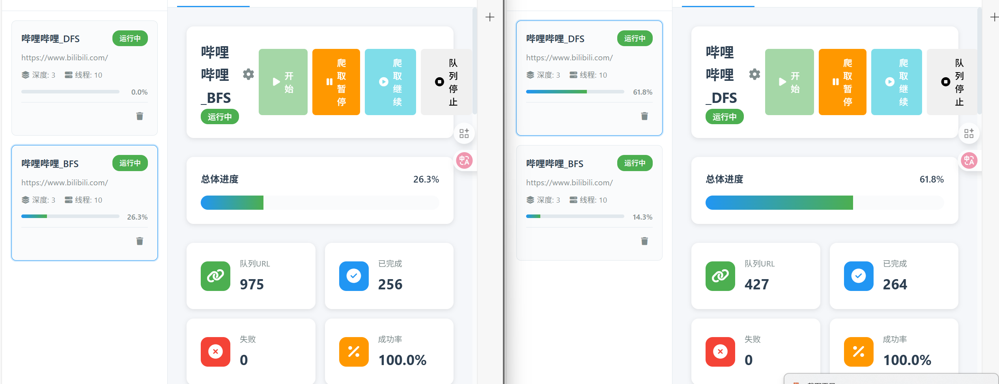 哔哩哔哩_DFS
运行中
https://www.bilibili.com/
深度: 3
线程: 10
0.0%
哔哩哔哩_BFS
运行中
https://www.bilibili.com/
深度: 3
线程: 10
26.3%
哔哩
哔哩
_BFS
运行中
开
始
爬
取
暂
停
爬
取
继
续
队
列
停
止
总体进度
26.3%
队列URL
975
已完成
256
失败
0
成功率
100.0%
哔哩哔哩_DFS
运行中
https://www.bilibili.com/
深度: 3
线程: 10
61.8%
哔哩哔哩_BFS
运行中
https://www.bilibili.com/
深度: 3
线程: 10
14.3%
哔哩
哔哩
_DFS
运行中
开
始
爬
取
暂
停
爬
取
继
续
队
列
停
止
总体进度
61.8%
队列URL
427
已完成
264
失败
0
成功率
100.0%